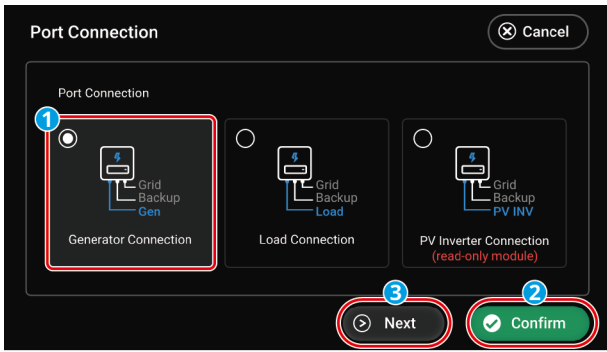 Port Connection
Cancel
Port Connection
1
Grid
Backup
Gen
Generator Connection
Grid
Backup
Load
Load Connection
Grid
Backup
PV INV
PV Inverter Connection
(read-only module)
3
Next
2
Confirm